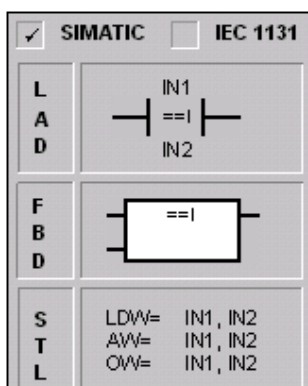 ✓ SIMATIC IEC 1131
L
A
D
IN1
==I
IN2
F
B
D
==I
S
T
L
LDW= IN1, IN2
AW= IN1, IN2
OW= IN1, IN2